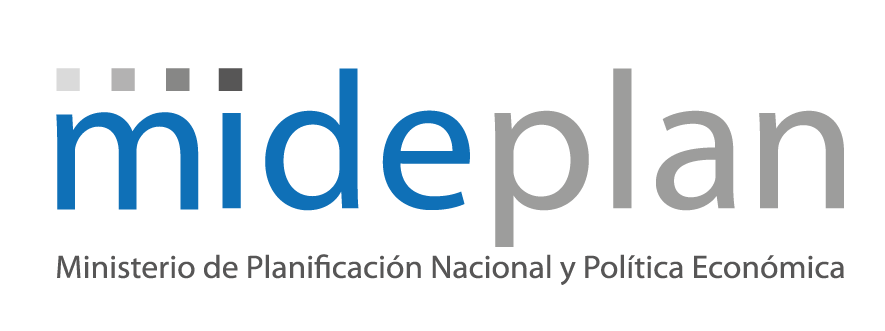 mideplan
Ministerio de Planificación Nacional y Política Económica